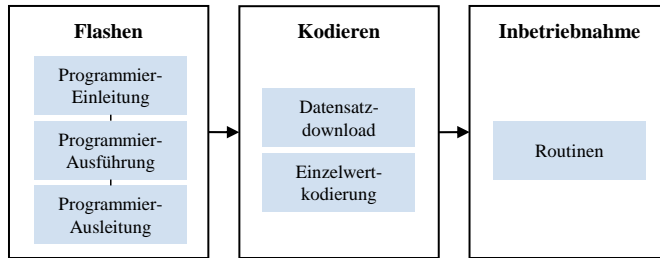 Flashen
Programmier-
Einleitung
Programmier-
Ausführung
Programmier-
Ausleitung
Kodieren
Datensatz-
download
Einzelwert-
kodierung
Inbetriebnahme
Routinen